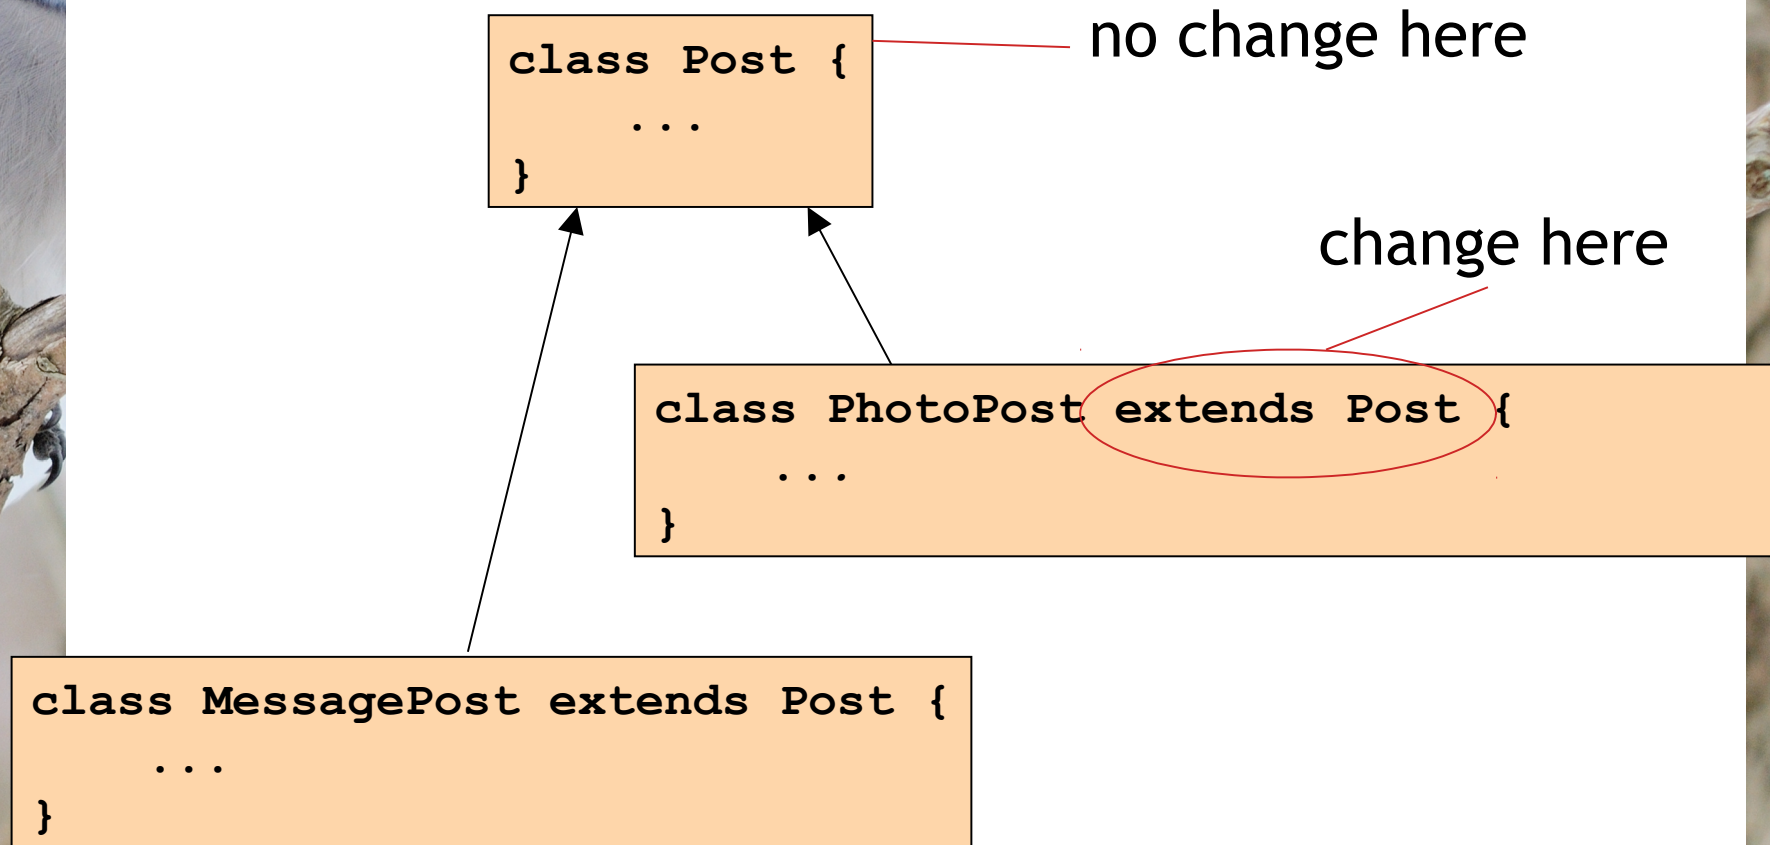 class Post {
...
}
no change here
change here
class PhotoPost extends Post {
...
}
class MessagePost extends Post {
...
}